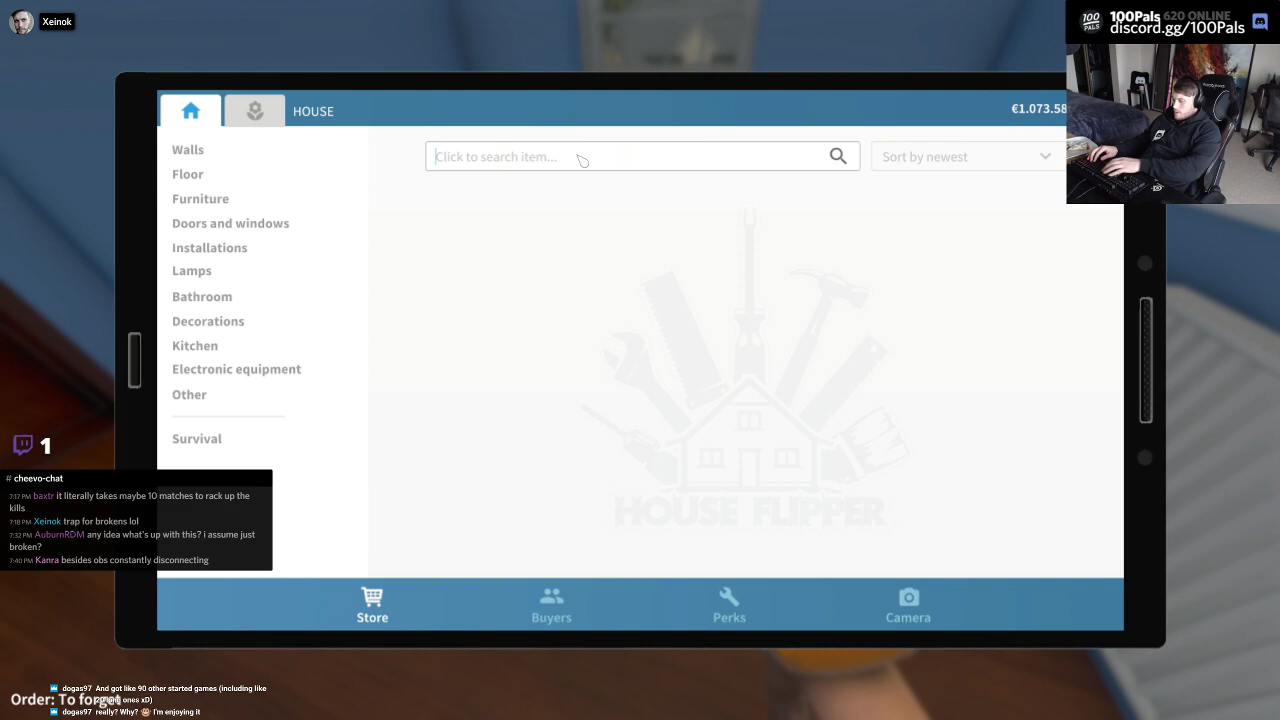 Xeinok
100 PALS
100Pals 620 ONLINE
discord.gg/100Pals
HOUSE
€1.073.58
Click to search item...
Sort by newest
Walls
Floor
Furniture
Doors and windows
Installations
Lamps
Bathroom
Decorations
Kitchen
Electronic equipment
Other
Survival
HOUSE FLIPPER
1
# cheevo-chat
7:17 PM baxtr it literally takes maybe 10 matches to rack up the
kills
7:18 PM Xeinok trap for brokens lol
7:32 PM AuburnRDM any idea what's up with this? i assume just
broken?
7:40 PM Kanra besides obs constantly disconnecting
Store
Buyers
Perks
Camera
dogas97 And got like 90 other started games (including like
ones xD)
Order: To forget
dogas97 really? Why? I'm enjoying it